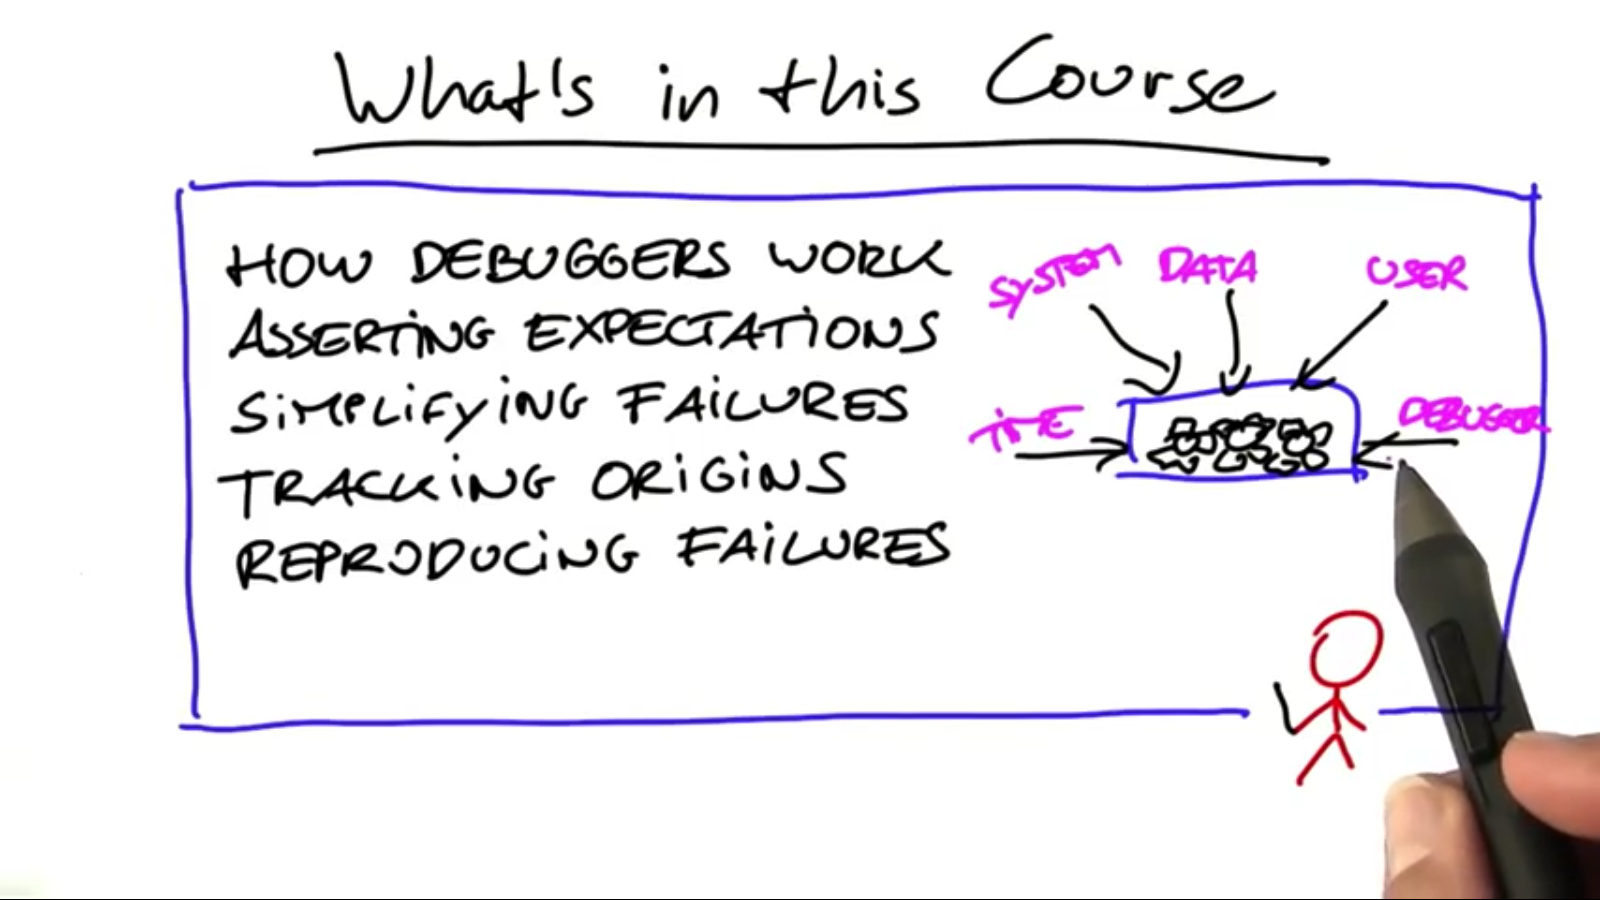 What's in this Course
HOW DEBUGGERS WORK
ASSERTING EXPECTATIONS
SIMPLIFYING FAILURES
TRACKING ORIGINS
REPRODUCING FAILURES
SYSTEM
DATA
USER
TIME
DEBUGGER